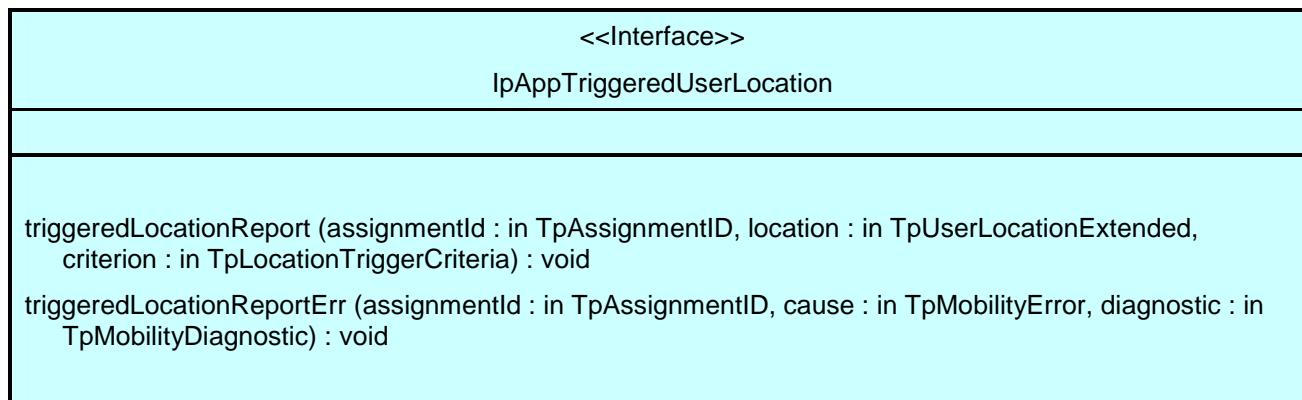 <<Interface>>
IpAppTriggeredUserLocation
triggeredLocationReport (assignmentId : in TpAssignmentID, location : in TpUserLocationExtended,
criterion : in TpLocationTriggerCriteria) : void
triggeredLocationReportErr (assignmentId : in TpAssignmentID, cause : in TpMobilityError, diagnostic : in
TpMobilityDiagnostic) : void